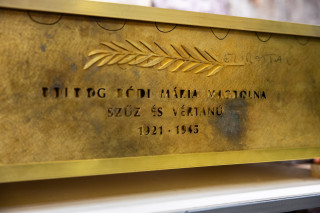 BÓDI MÁRIA MAGDOLNA
SZŰZ ÉS VÉRTANÚ
1921 - 1945